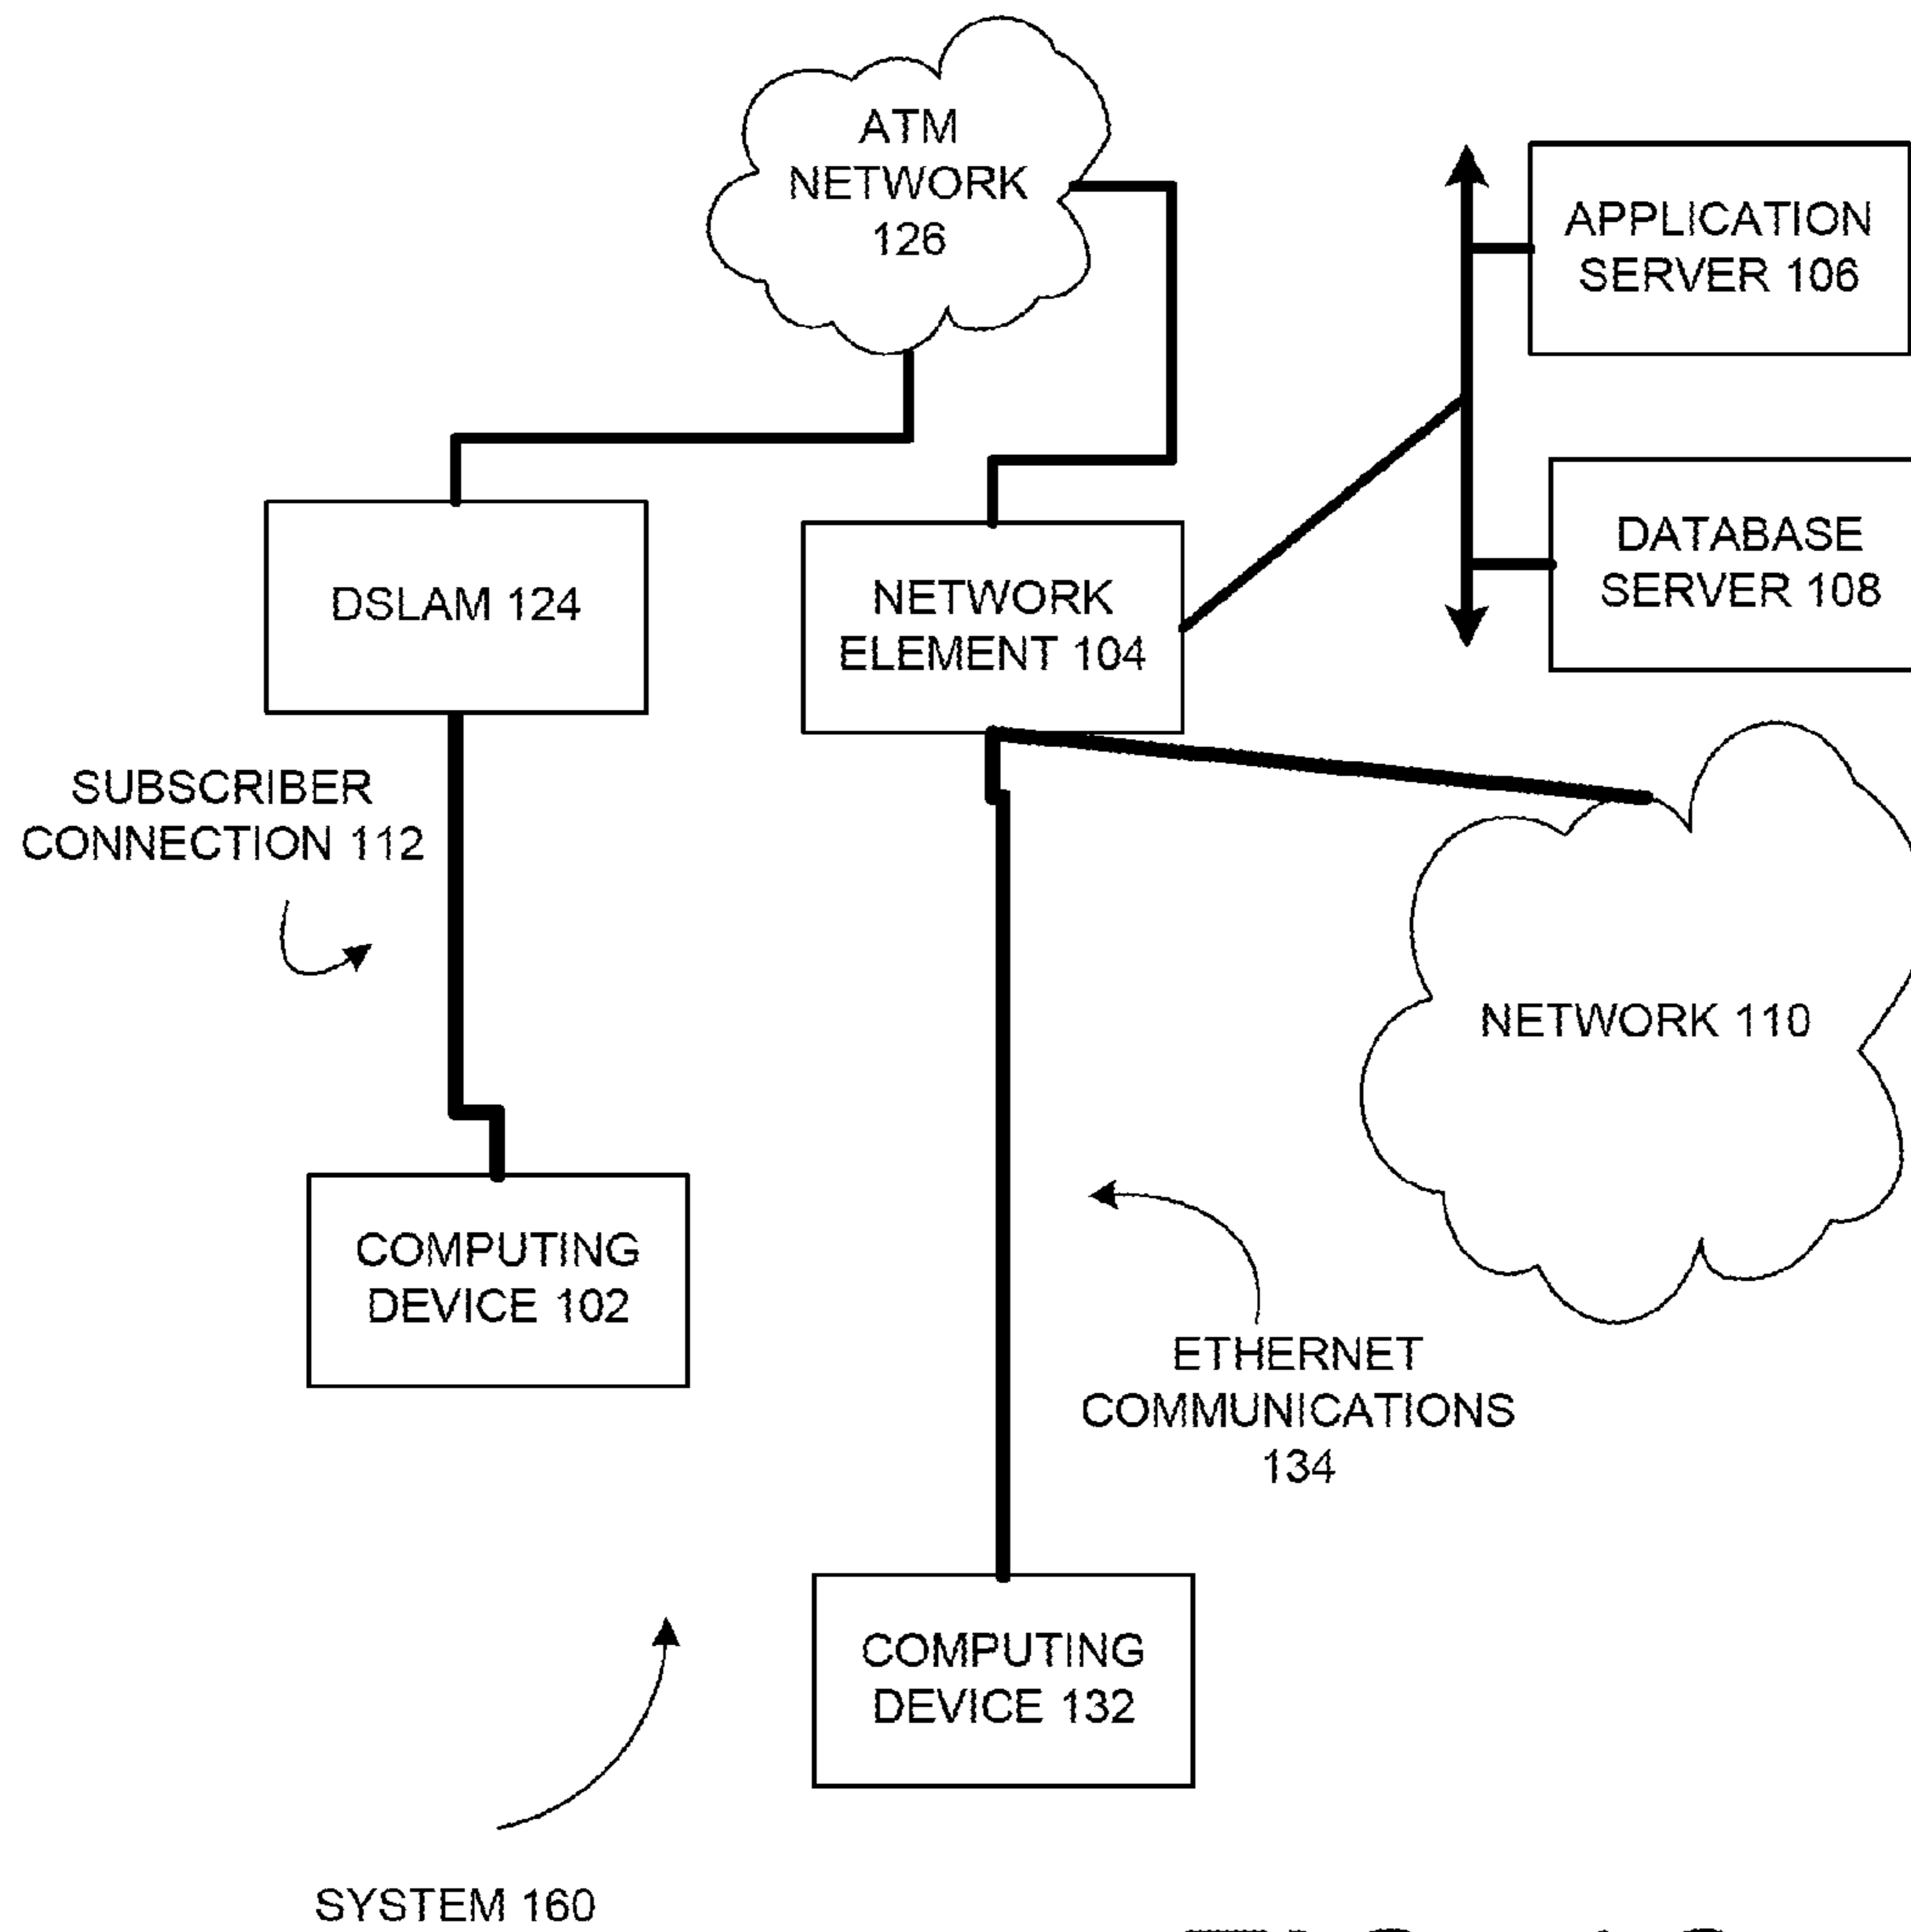 ATM
NETWORK
126
APPLICATION
SERVER 106
DSLAM 124
NETWORK
ELEMENT 104
DATABASE
SERVER 108
SUBSCRIBER
CONNECTION 112
NETWORK 110
COMPUTING
DEVICE 102
ETHERNET
COMMUNICATIONS
134
COMPUTING
DEVICE 132
SYSTEM 160